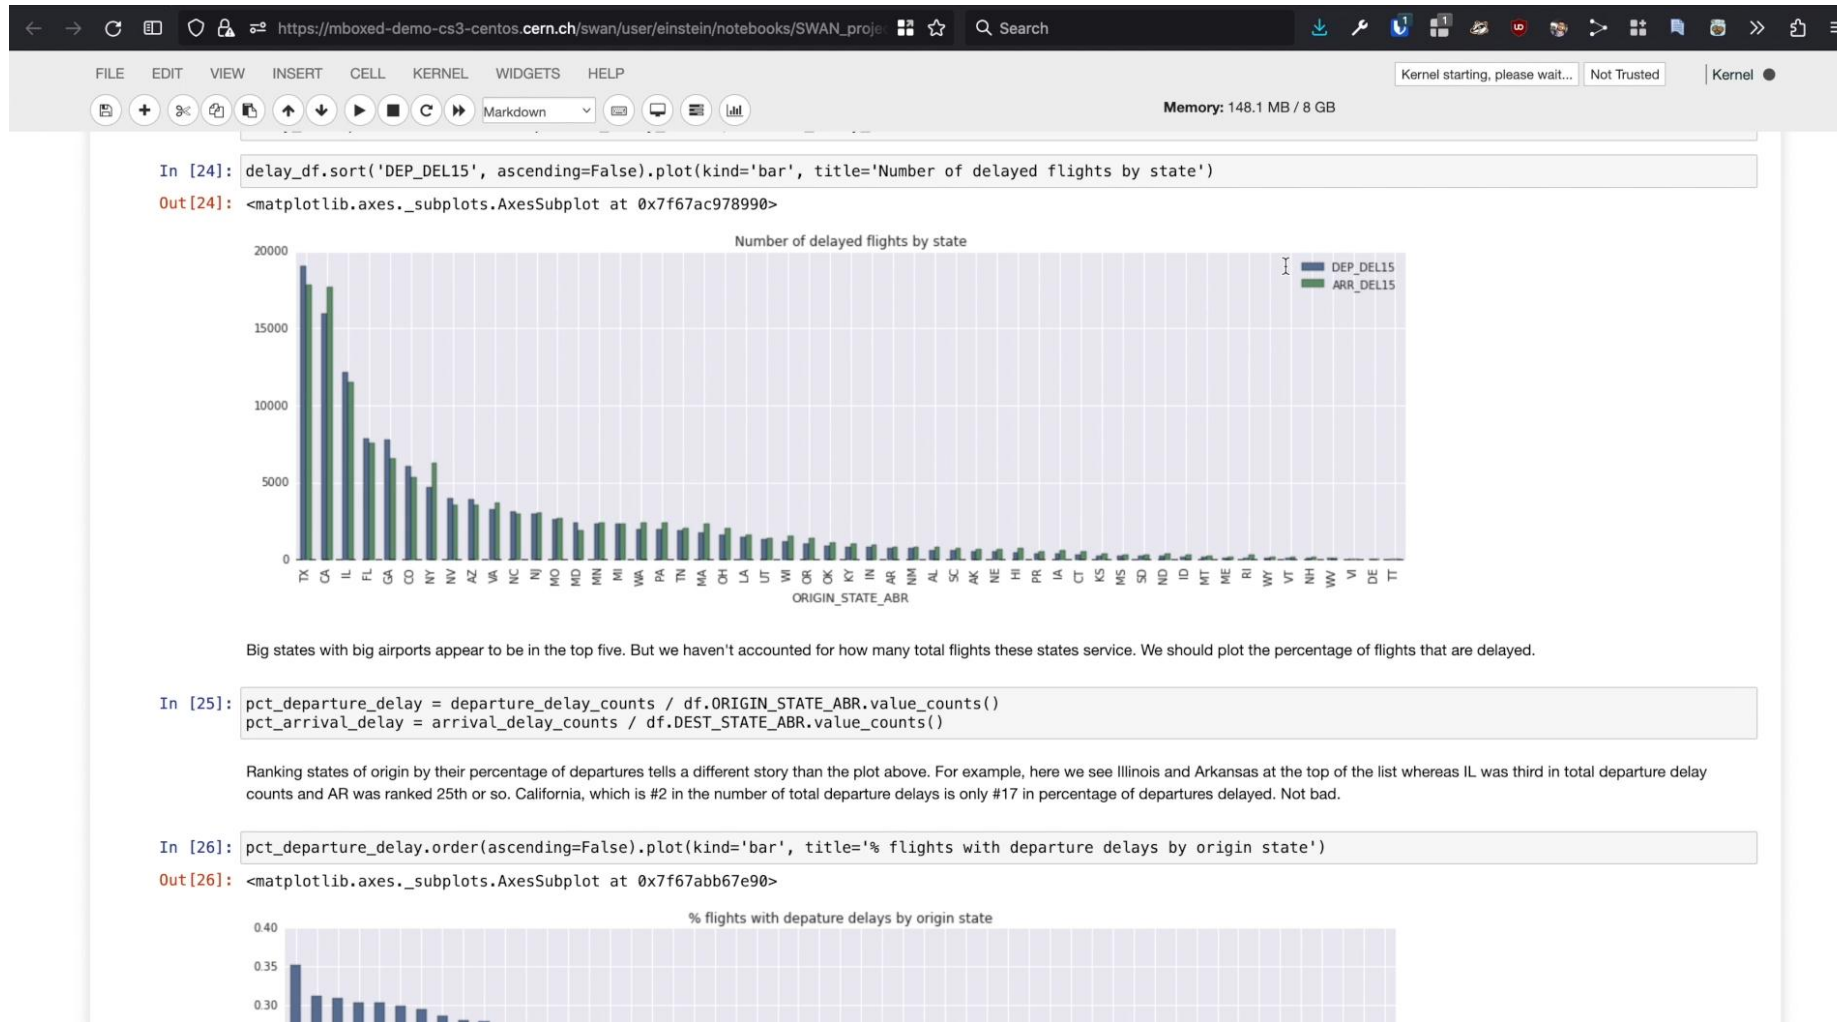 https://mboxed-demo-cs3-centos.cern.ch/swan/user/einstein/notebooks/SWAN_proje
Search
1
1
FILE EDIT VIEW INSERT CELL KERNEL WIDGETS HELP
Kernel starting, please wait... Not Trusted Kernel
Markdown
Memory: 148.1 MB / 8 GB
In [24]: delay_df.sort('DEP_DEL15', ascending=False).plot(kind='bar', title='Number of delayed flights by state')
Out[24]: <matplotlib.axes._subplots.AxesSubplot at 0x7f67ac978990>
Number of delayed flights by state
20000
15000
10000
5000
0
DEP_DEL15
ARR_DEL15
TX CA IL FL GA CO NY NV AZ VA NC NJ MO MD MN MI WA PA TN MA OH LA UT WI OR OK KY IN AR NM AL SC AK NE HI PR IA CT KS MS SD ND ID MT ME RI WY VT NH WV VI DE TT
ORIGIN_STATE_ABR
Big states with big airports appear to be in the top five. But we haven't accounted for how many total flights these states service. We should plot the percentage of flights that are delayed.
In [25]: pct_departure_delay = departure_delay_counts / df.ORIGIN_STATE_ABR.value_counts()
pct_arrival_delay = arrival_delay_counts / df.DEST_STATE_ABR.value_counts()
Ranking states of origin by their percentage of departures tells a different story than the plot above. For example, here we see Illinois and Arkansas at the top of the list whereas IL was third in total departure delay
counts and AR was ranked 25th or so. California, which is #2 in the number of total departure delays is only #17 in percentage of departures delayed. Not bad.
In [26]: pct_departure_delay.order(ascending=False).plot(kind='bar', title='% flights with departure delays by origin state')
Out[26]: <matplotlib.axes._subplots.AxesSubplot at 0x7f67abb67e90>
% flights with depature delays by origin state
0.40
0.35
0.30